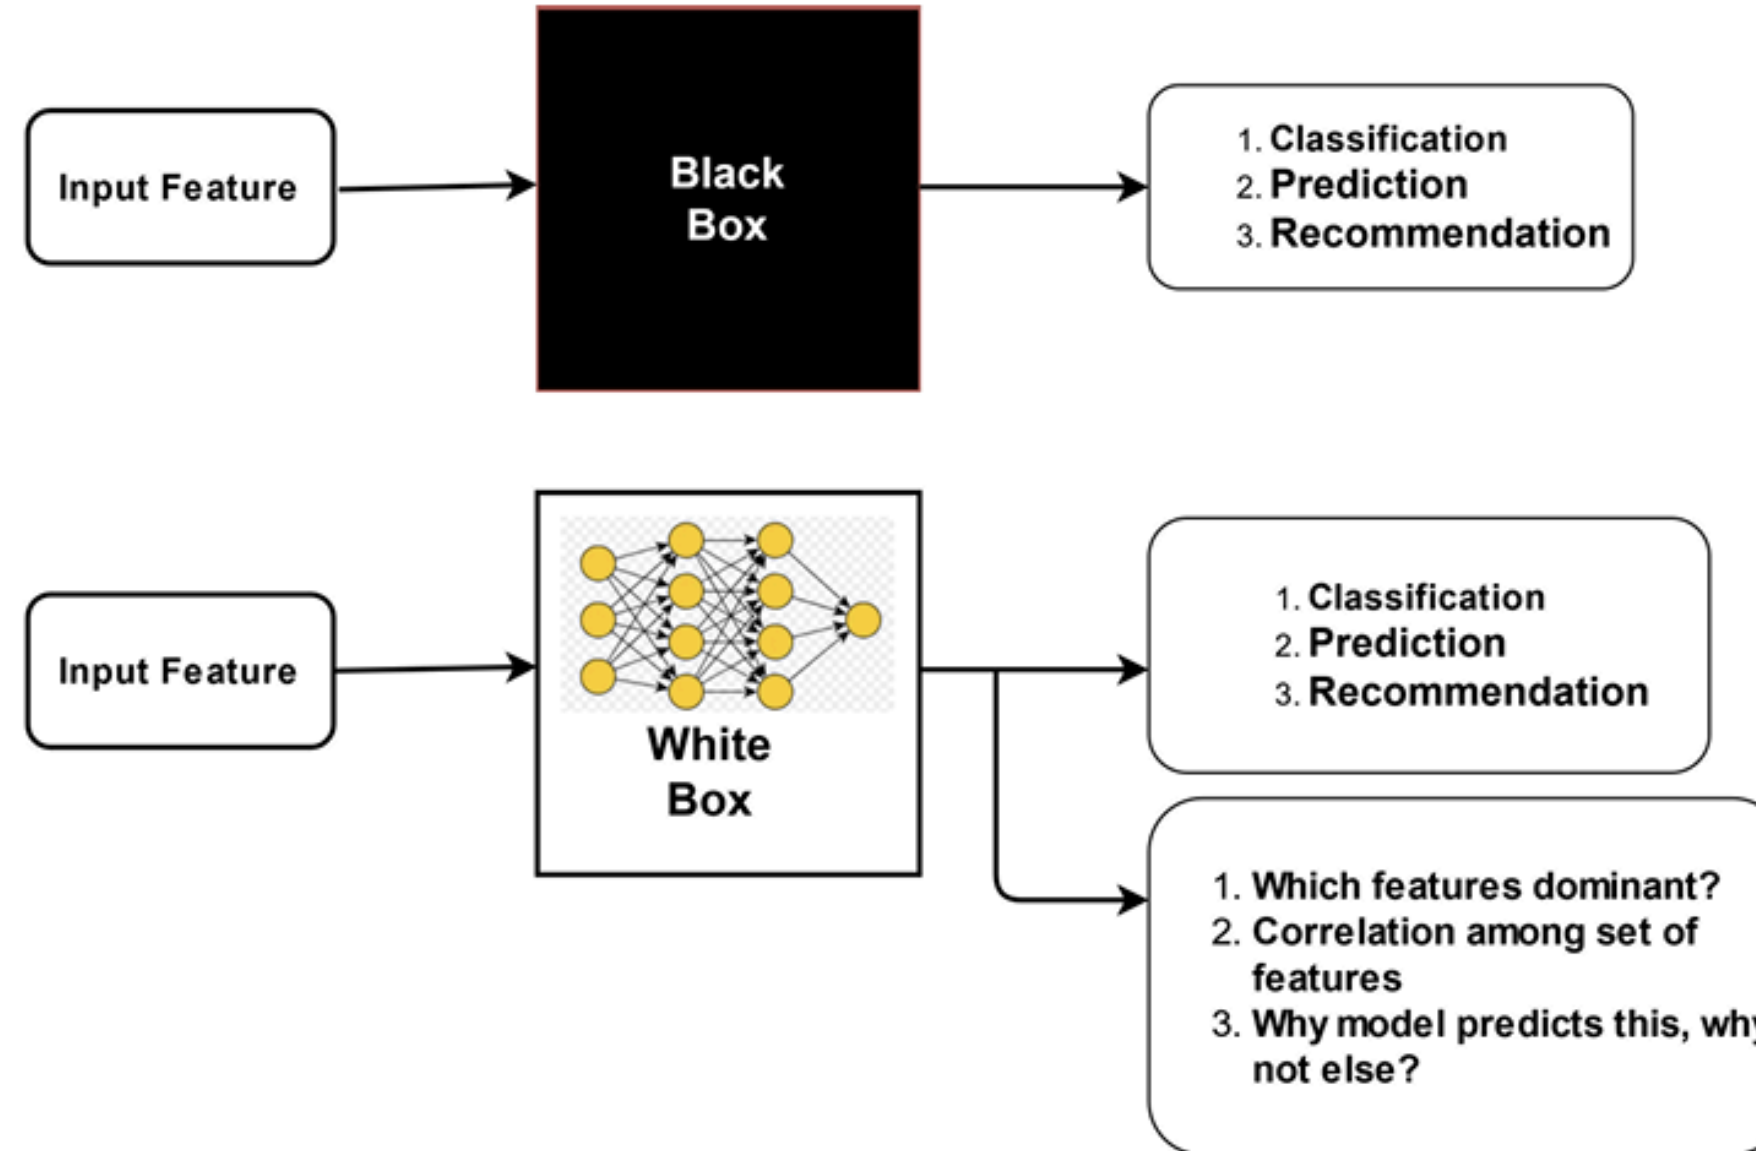 Input Feature
Black
Box
1. Classification
2. Prediction
3. Recommendation
Input Feature
White
Box
1. Classification
2. Prediction
3. Recommendation
1. Which features dominant?
2. Correlation among set of
features
3. Why model predicts this, why
not else?